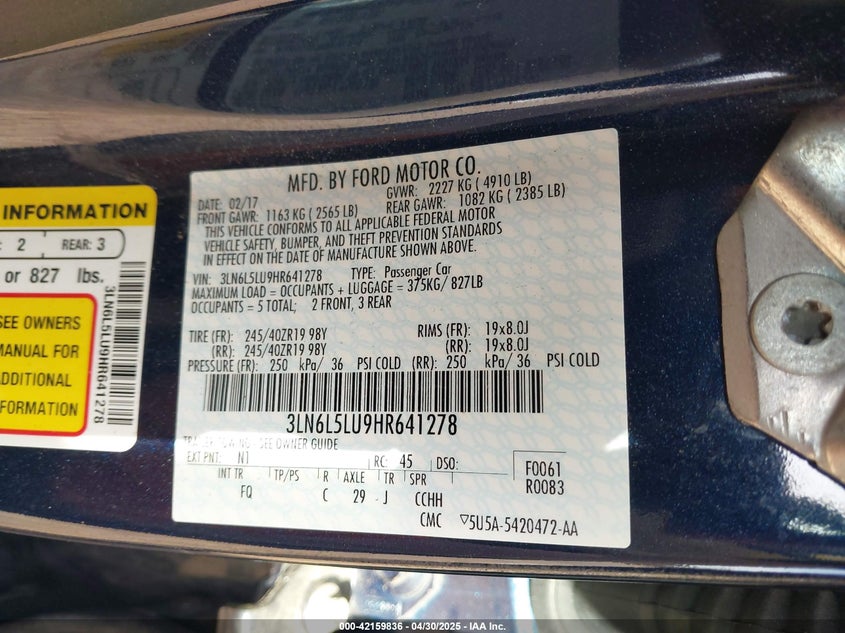 INFORMATION
: 2 REAR: 3
or 827 lbs.
SEE OWNERS
MANUAL FOR
ADDITIONAL
INFORMATION
3LN6L5LU9HR641278
MFD. BY FORD MOTOR CO.
DATE: 02/17 GVWR: 2227 KG ( 4910 LB)
FRONT GAWR: 1163 KG ( 2565 LB) REAR GAWR: 1082 KG ( 2385 LB)
THIS VEHICLE CONFORMS TO ALL APPLICABLE FEDERAL MOTOR
VEHICLE SAFETY, BUMPER, AND THEFT PREVENTION STANDARDS
IN EFFECT ON THE DATE OF MANUFACTURE SHOWN ABOVE.
VIN: 3LN6L5LU9HR641278 TYPE: Passenger Car
MAXIMUM LOAD = OCCUPANTS + LUGGAGE = 375KG/ 827LB
OCCUPANTS = 5 TOTAL; 2 FRONT, 3 REAR
TIRE (FR): 245/40ZR19 98Y RIMS (FR): 19x8.0J
(RR): 245/40ZR19 98Y (RR): 19x8.0J
PRESSURE (FR): 250 kPa/ 36 PSI COLD (RR): 250 kPa/ 36 PSI COLD
3LN6L5LU9HR641278
TRAILER TOWING - SEE OWNER GUIDE
EXT PNT: N1 RC: 45 DSO: F0061
INT TR TP/PS R AXLE TR SPR R0083
FQ C 29 J CCHH
CMC ▽5U5A-5420472-AA
000-42159836 - 04/30/2025 - IAA Inc.